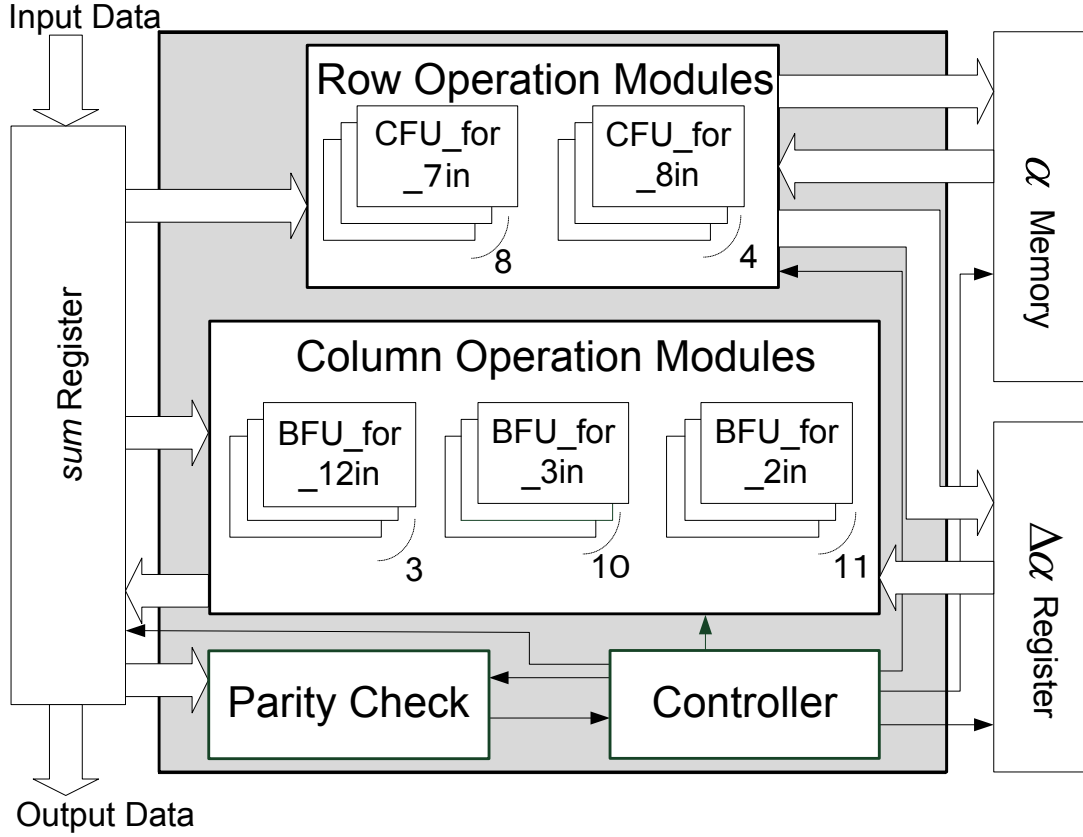 Input Data
Row Operation Modules
CFU_for
_7in
8
CFU_for
_8in
4
α Memory
sum Register
Column Operation Modules
BFU_for
_12in
3
BFU_for
_3in
10
BFU_for
_2in
11
Δα Register
Parity Check
Controller
Output Data